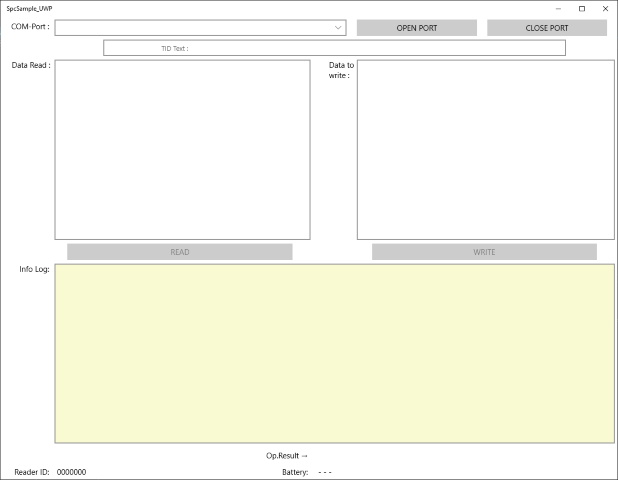 SpcSample_UWP
COM-Port :
OPEN PORT
CLOSE PORT
TID Text :
Data Read :
Data to
write :
READ
WRITE
Info Log:
Op.Result →
Reader ID: 0000000
Battery: - - -